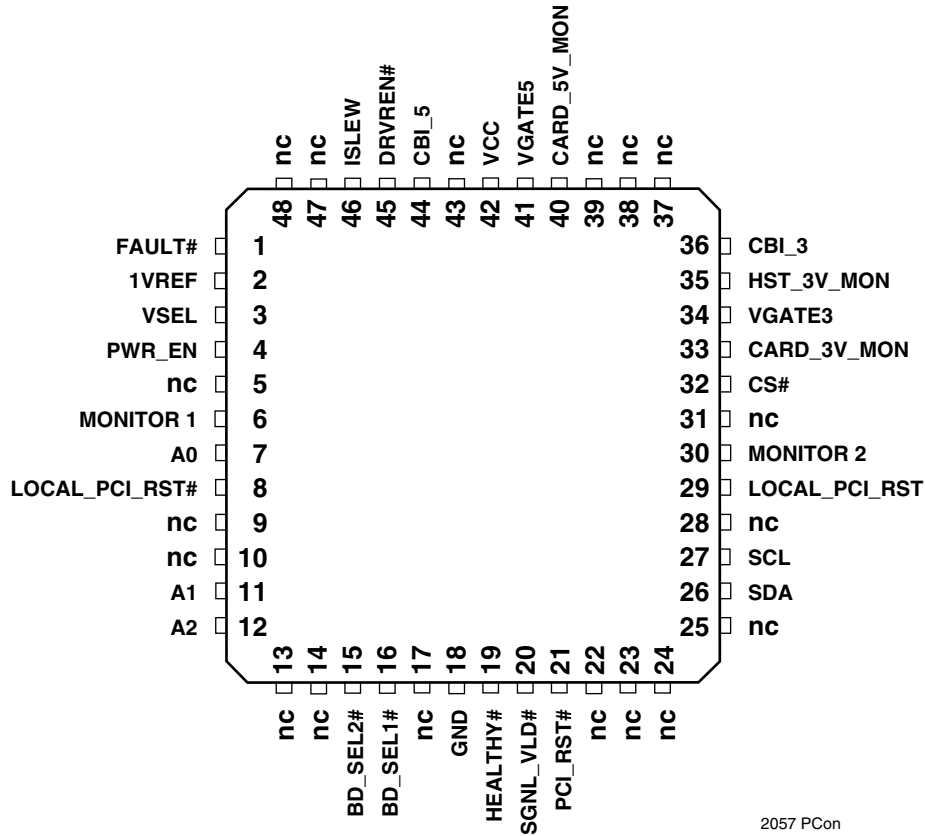 nc
nc
ISLEW
DRVREN#
CBI_5
nc
VCC
VGATE5
CARD_5V_MON
nc
nc
nc
48
47
46
45
44
43
42
41
40
39
38
37
FAULT# 1
1VREF 2
VSEL 3
PWR_EN 4
nc 5
MONITOR 1 6
A0 7
LOCAL_PCI_RST# 8
nc 9
nc 10
A1 11
A2 12
36 CBI_3
35 HST_3V_MON
34 VGATE3
33 CARD_3V_MON
32 CS#
31 nc
30 MONITOR 2
29 LOCAL_PCI_RST
28 nc
27 SCL
26 SDA
25 nc
13
14
15
16
17
18
19
20
21
22
23
24
nc
nc
BD_SEL2#
BD_SEL1#
nc
GND
HEALTHY#
SGNL_VLD#
PCI_RST#
nc
nc
nc
2057 PCon